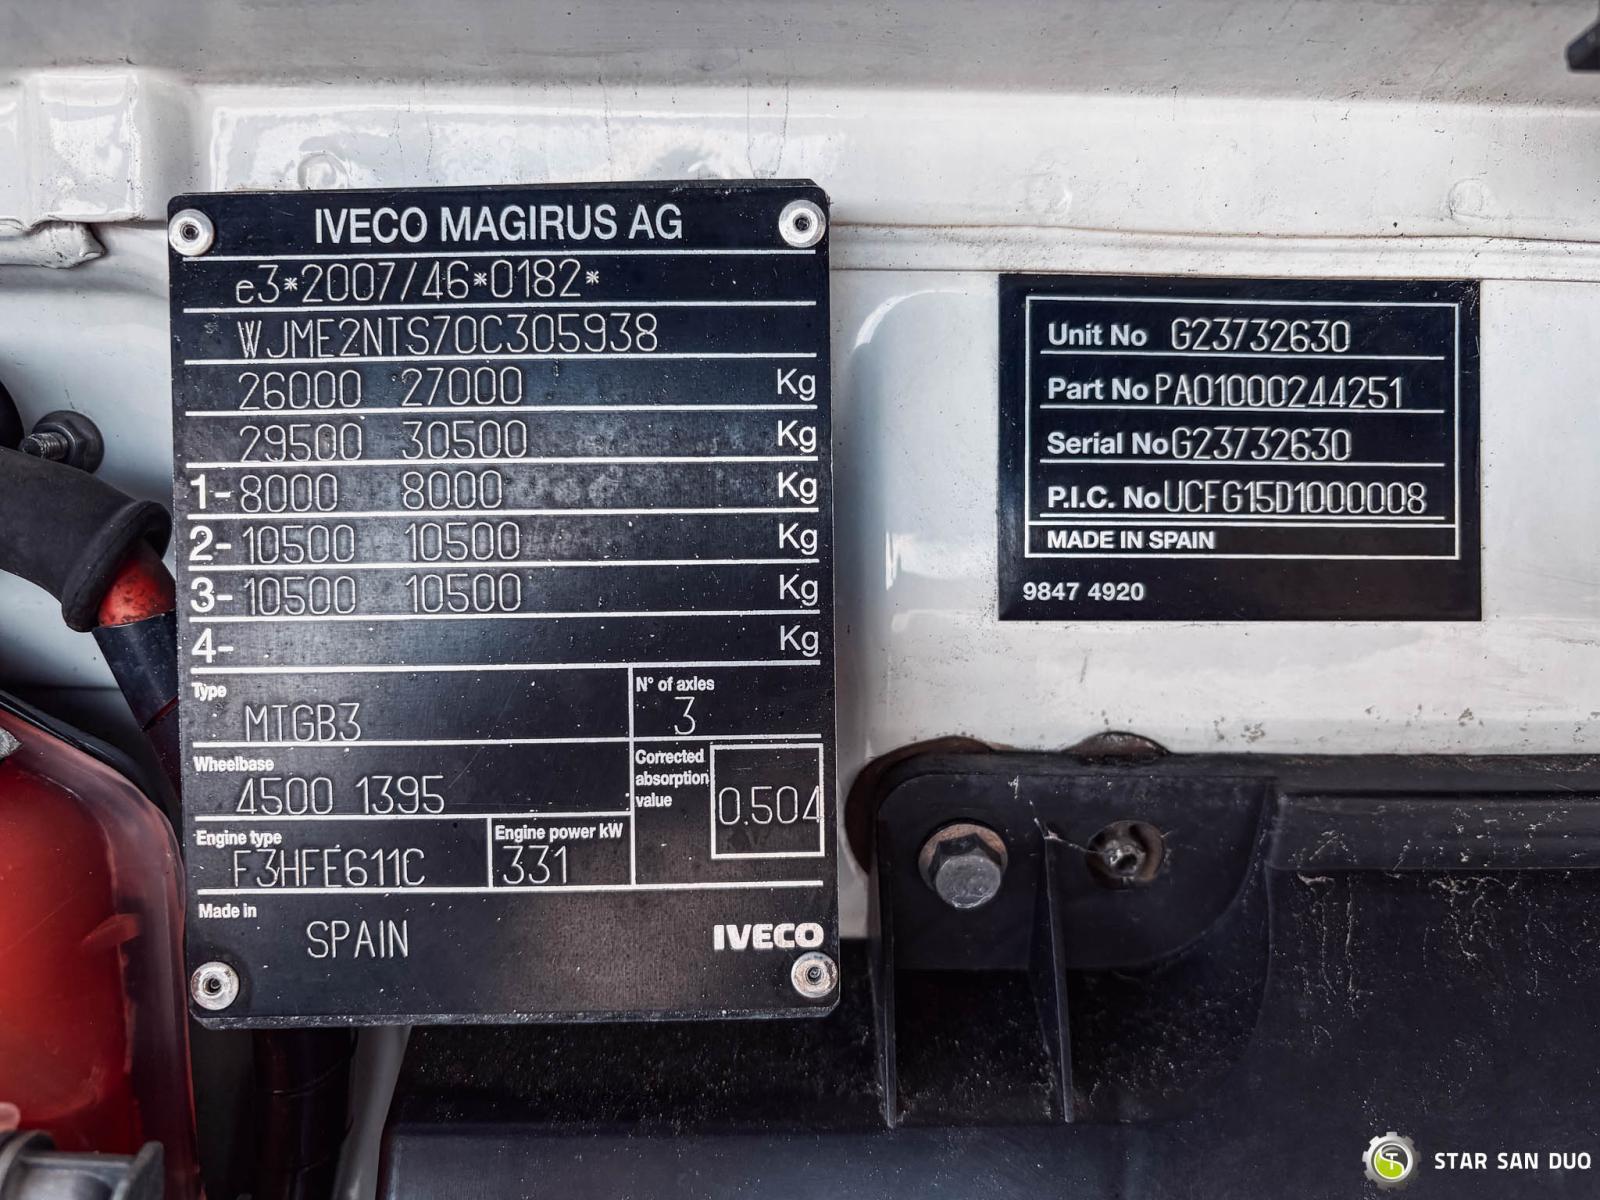 IVECO MAGIRUS AG
e3*2007/46*0182*
WJME2NTS70C305938
26000 27000 Kg
29500 30500 Kg
1- 8000 8000 Kg
2- 10500 10500 Kg
3- 10500 10500 Kg
4- Kg
Type
MTGB3
N° of axles
3
Wheelbase
4500 1395
Corrected
absorption
value
0.504
Engine type
F3HFE611C
Engine power kW
331
Made in
SPAIN
IVECO
Unit No G23732630
Part No PA01000244251
Serial No G23732630
P.I.C. No UCFG15D1000008
MADE IN SPAIN
9847 4920
STAR SAN DUO